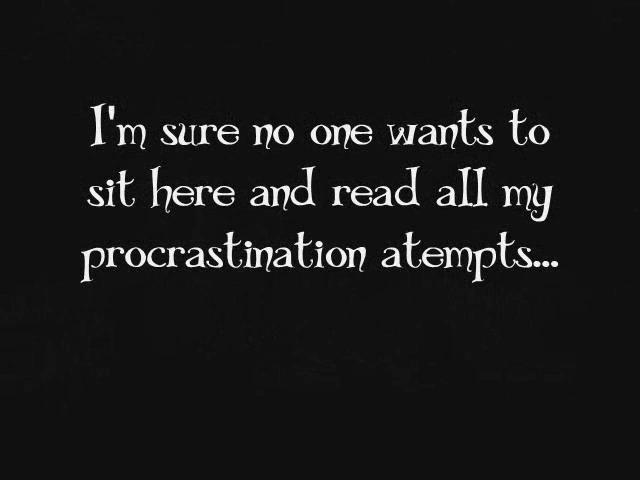 I'm sure no one wants to
sit here and read all my
procrastination atempts...